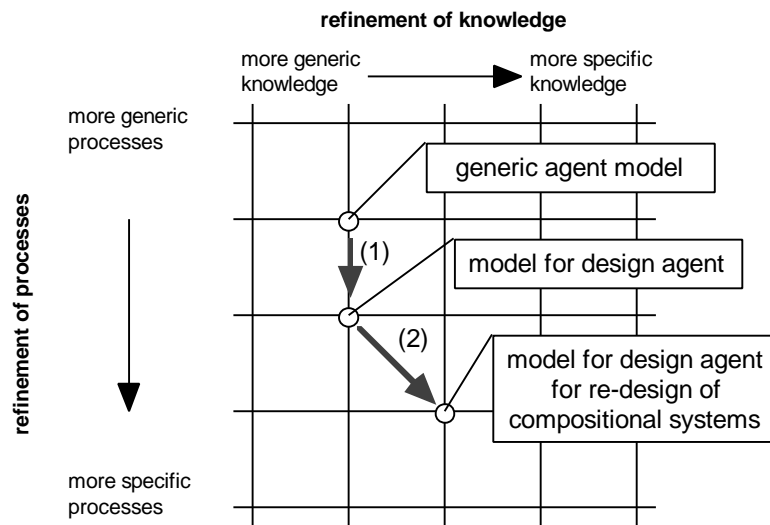 refinement of knowledge
more generic
knowledge
more specific
knowledge
more generic
processes
generic agent model
(1)
model for design agent
refinement of processes
(2)
model for design agent
for re-design of
compositional systems
more specific
processes